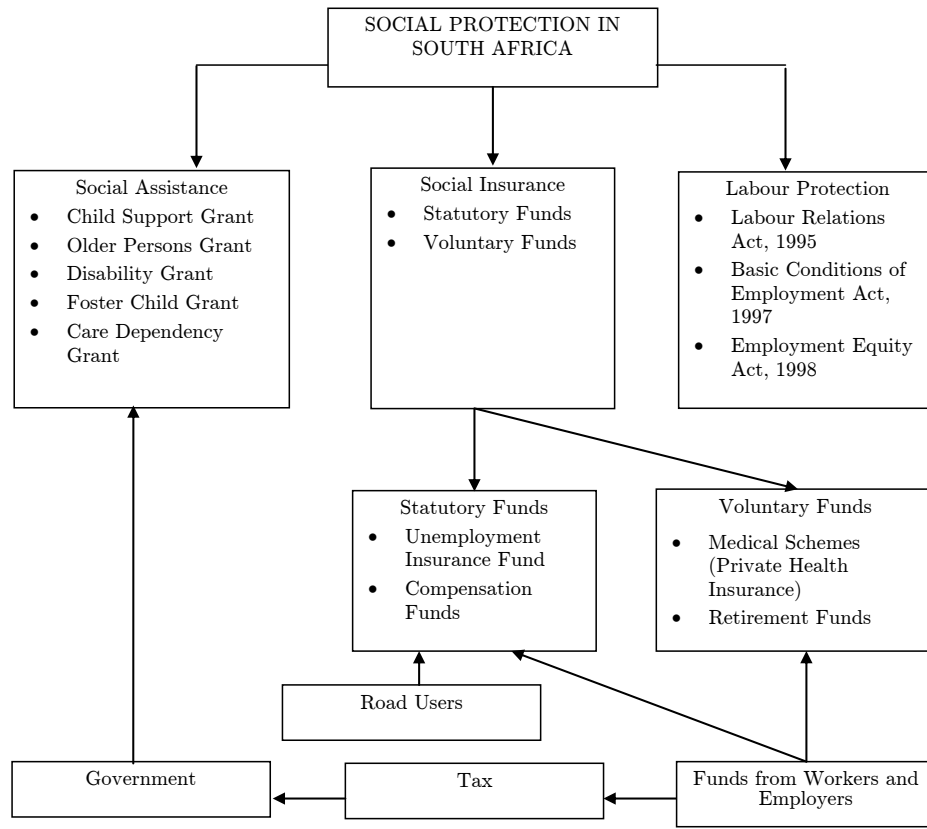 SOCIAL PROTECTION IN
SOUTH AFRICA
Social Assistance
• Child Support Grant
• Older Persons Grant
• Disability Grant
• Foster Child Grant
• Care Dependency
Grant
Social Insurance
• Statutory Funds
• Voluntary Funds
Labour Protection
• Labour Relations
Act, 1995
• Basic Conditions of
Employment Act,
1997
• Employment Equity
Act, 1998
Statutory Funds
• Unemployment
Insurance Fund
• Compensation
Funds
Voluntary Funds
• Medical Schemes
(Private Health
Insurance)
• Retirement Funds
Road Users
Government
Tax
Funds from Workers and
Employers